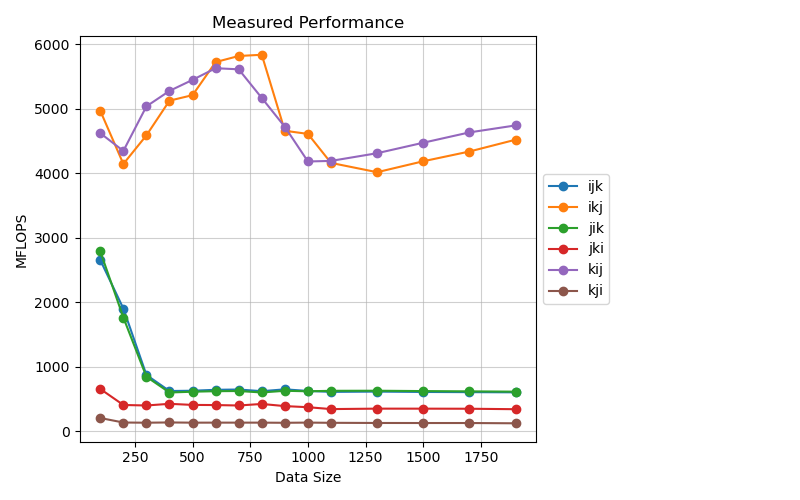 Measured Performance
MFLOPS
6000
5000
4000
3000
2000
1000
0
250 500 750 1000 1250 1500 1750
Data Size
ijk
ikj
jik
jki
kij
kji